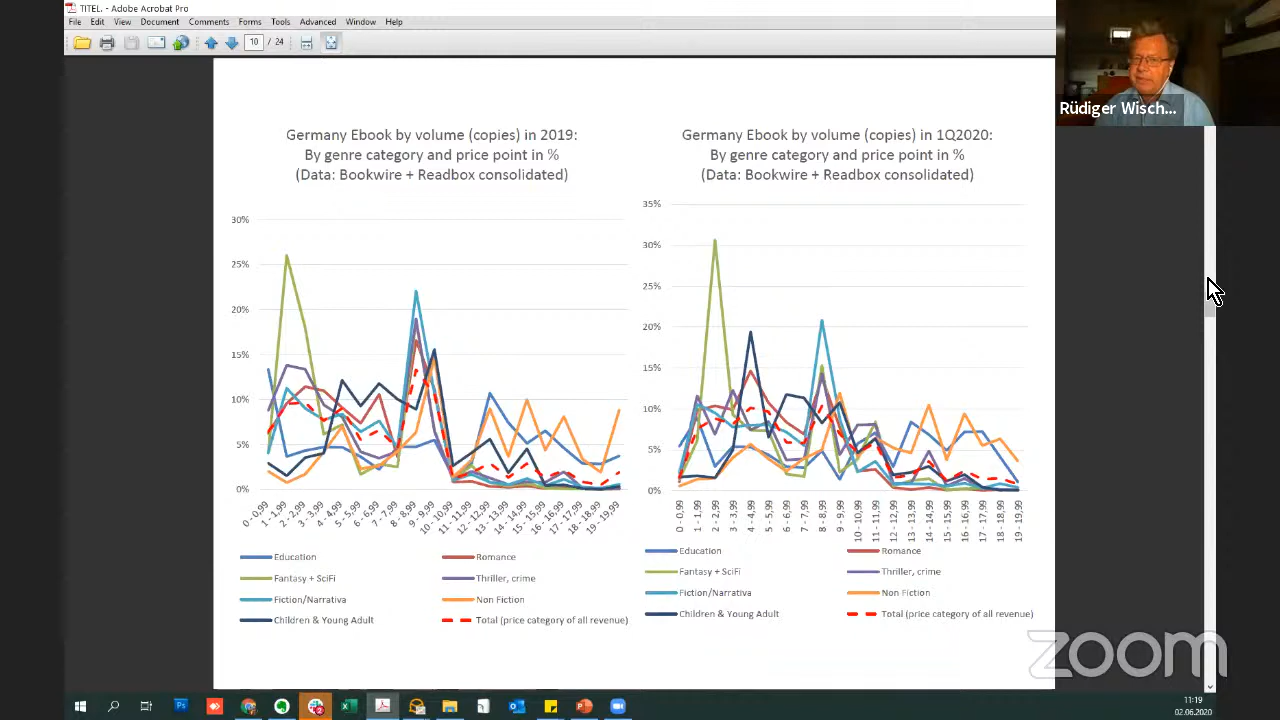 TITEL. - Adobe Acrobat Pro
File Edit View Document Comments Forms Tools Advanced Window Help
10 / 24
Rüdiger Wisch...
Germany Ebook by volume (copies) in 2019:
By genre category and price point in %
(Data: Bookwire + Readbox consolidated)
30%
25%
20%
15%
10%
5%
0%
0 - 0,99
1 - 1,99
2 - 2,99
3 - 3,99
4 - 4,99
5 - 5,99
6 - 6,99
7 - 7,99
8 - 8,99
9 - 9,99
10 - 10,99
11 - 11,99
12 - 12,99
13 - 13,99
14 - 14,99
15 - 15,99
16 - 16,99
17 - 17,99
18 - 18,99
19 - 19,99
Education
Romance
Fantasy + SciFi
Thriller, crime
Fiction/Narrativa
Non Fiction
Children & Young Adult
Total (price category of all revenue)
Germany Ebook by volume (copies) in 1Q2020:
By genre category and price point in %
(Data: Bookwire + Readbox consolidated)
35%
30%
25%
20%
15%
10%
5%
0%
0 - 0,99
1 - 1,99
2 - 2,99
3 - 3,99
4 - 4,99
5 - 5,99
6 - 6,99
7 - 7,99
8 - 8,99
9 - 9,99
10 - 10,99
11 - 11,99
12 - 12,99
13 - 13,99
14 - 14,99
15 - 15,99
16 - 16,99
17 - 17,99
18 - 18,99
19 - 19,99
Education
Romance
Fantasy + SciFi
Thriller, crime
Fiction/Narrativa
Non Fiction
Children & Young Adult
Total (price category of all revenue)
zoom
Ps
11:19
02.06.2020